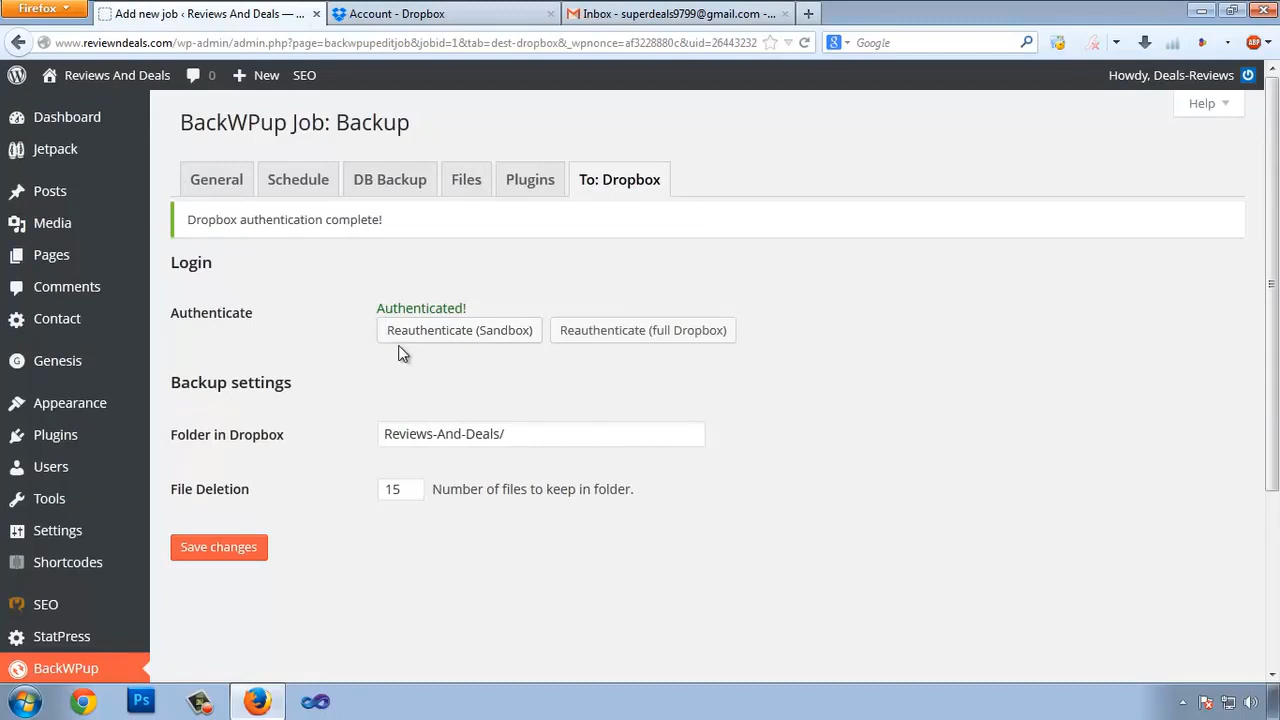 Firefox
Add new job ‹ Reviews And Deals — ...
Account - Dropbox
Inbox - superdeals9799@gmail.com -...
www.reviewndeals.com/wp-admin/admin.php?page=backwpupeditjob&jobid=1&tab=dest-dropbox&_wpnonce=af3228880c&uid=26443232
Google
Reviews And Deals
0
New
SEO
Howdy, Deals-Reviews
Help
Dashboard
Jetpack
Posts
Media
Pages
Comments
Contact
Genesis
Appearance
Plugins
Users
Tools
Settings
Shortcodes
SEO
StatPress
BackWPup
BackWPup Job: Backup
General
Schedule
DB Backup
Files
Plugins
To: Dropbox
Dropbox authentication complete!
Login
Authenticate
Authenticated!
Reauthenticate (Sandbox)
Reauthenticate (full Dropbox)
Backup settings
Folder in Dropbox
Reviews-And-Deals/
File Deletion
15
Number of files to keep in folder.
Save changes
Ps
ABP